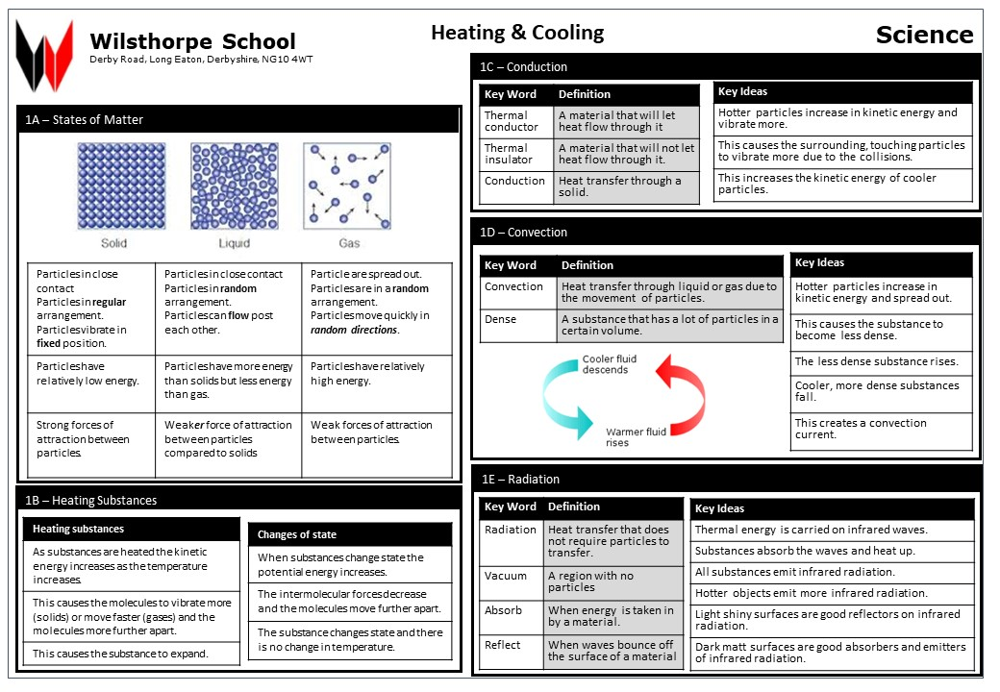 Wilsthorpe School
Derby Road, Long Eaton, Derbyshire, NG10 4WT
Heating & Cooling
Science
1A – States of Matter
Solid
Liquid
Gas
Particles in close
contact
Particles in regular
arrangement.
Particles vibrate in
fixed position.
Particles in close contact
Particles in random
arrangement.
Particles can flow post
each other.
Particle are spread out.
Particles are in a random
arrangement.
Particles move quickly in
random directions.
Particles have
relatively low energy.
Particles have more energy
than solids but less energy
than gas.
Particles have relatively
high energy.
Strong forces of
attraction between
particles.
Weaker force of attraction
between particles
compared to solids
Weak forces of attraction
between particles.
1B – Heating Substances
Heating substances
As substances are heated the kinetic
energy increases as the temperature
increases.
This causes the molecules to vibrate more
(solids) or move faster (gases) and the
molecules more further apart.
This causes the substance to expand.
Changes of state
When substances change state the
potential energy increases.
The intermolecular forces decrease
and the molecules move further apart.
The substance changes state and there
is no change in temperature.
1C – Conduction
Key Word
Definition
Thermal
conductor
A material that will let
heat flow through it
Thermal
insulator
A material that will not let
heat flow through it.
Conduction
Heat transfer through a
solid.
Key Ideas
Hotter particles increase in kinetic energy and
vibrate more.
This causes the surrounding, touching particles
to vibrate more due to the collisions.
This increases the kinetic energy of cooler
particles.
1D – Convection
Key Word
Definition
Convection
Heat transfer through liquid or gas due to
the movement of particles.
Dense
A substance that has a lot of particles in a
certain volume.
Cooler fluid
descends
Warmer fluid
rises
Key Ideas
Hotter particles increase in
kinetic energy and spread out.
This causes the substance to
become less dense.
The less dense substance rises.
Cooler, more dense substances
fall.
This creates a convection
current.
1E – Radiation
Key Word
Definition
Radiation
Heat transfer that does
not require particles to
transfer.
Vacuum
A region with no
particles
Absorb
When energy is taken in
by a material.
Reflect
When waves bounce off
the surface of a material
Key Ideas
Thermal energy is carried on infrared waves.
Substances absorb the waves and heat up.
All substances emit infrared radiation.
Hotter objects emit more infrared radiation.
Light shiny surfaces are good reflectors on infrared
radiation.
Dark matt surfaces are good absorbers and emitters
of infrared radiation.